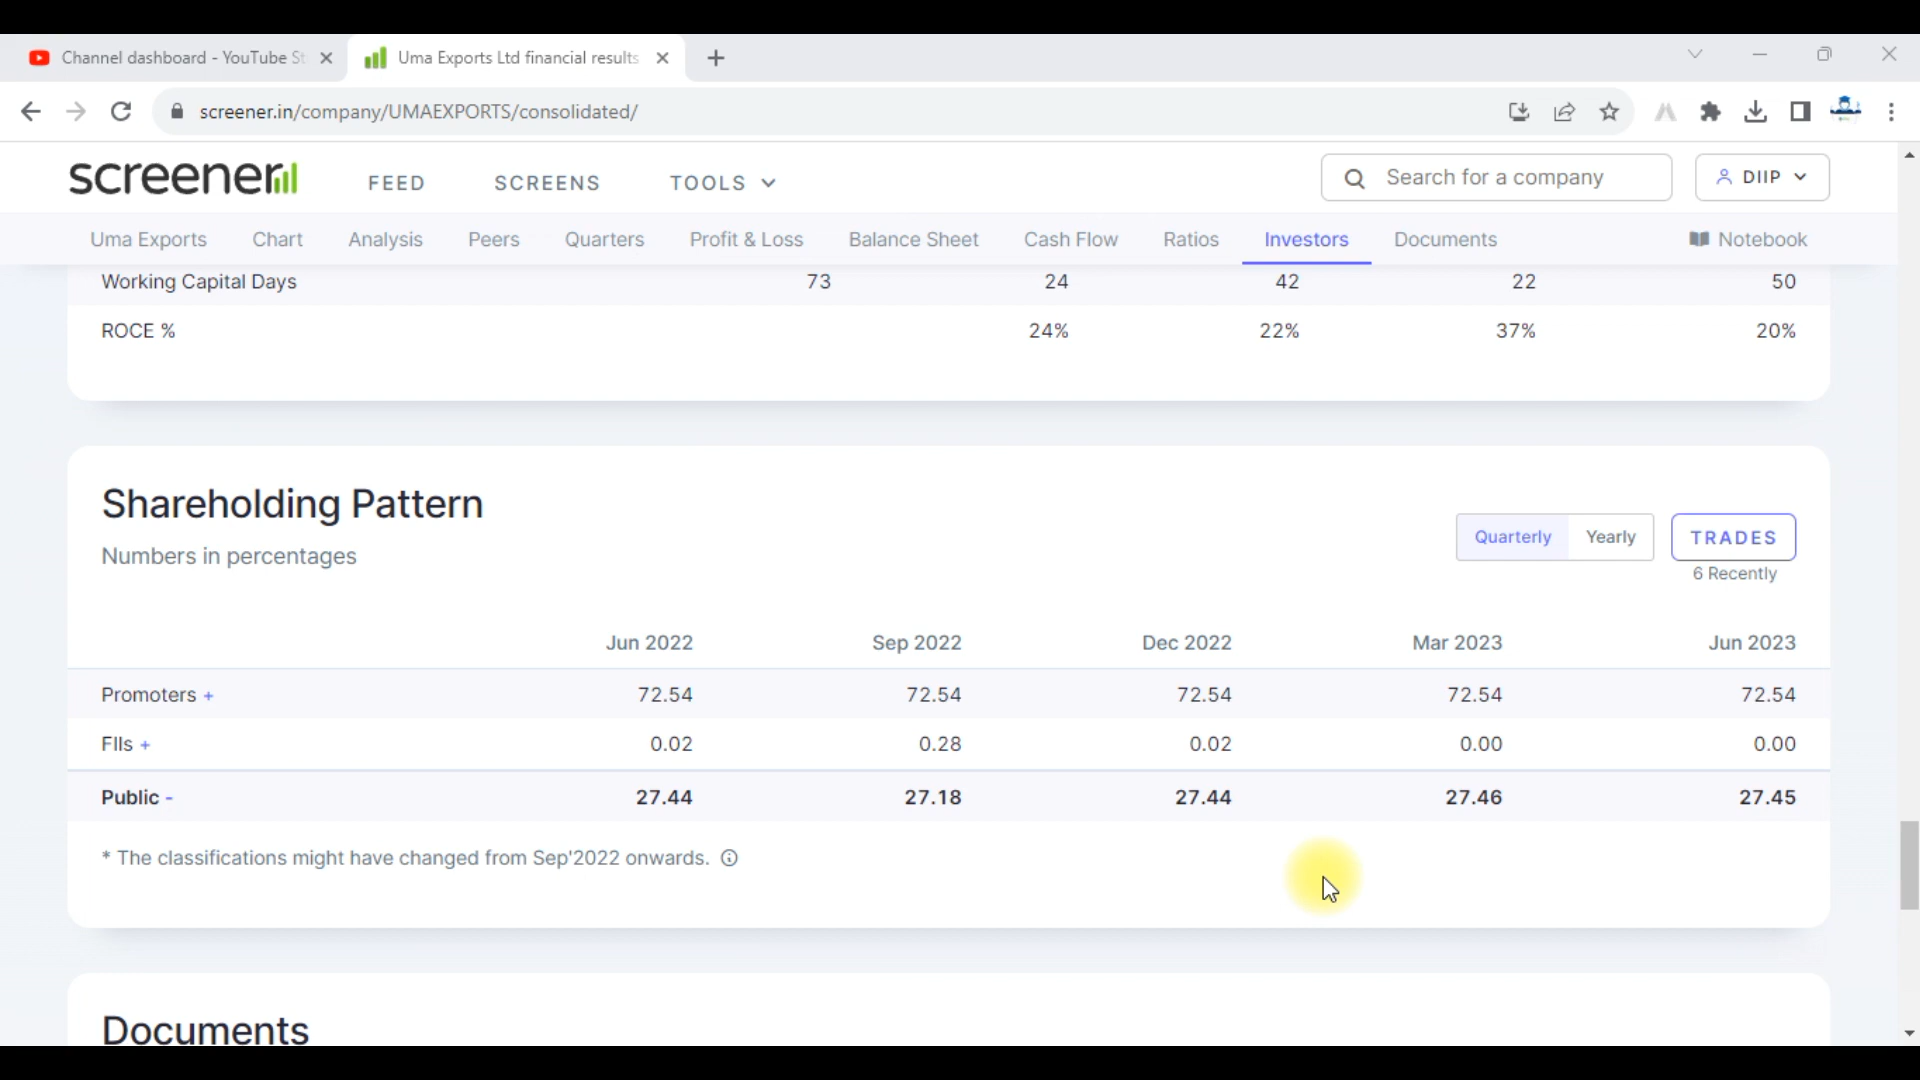 Channel dashboard - YouTube St
Uma Exports Ltd financial results
screener.in/company/UMAEXPORTS/consolidated/
screener
FEED SCREENS TOOLS
Search for a company
DIIP
Uma Exports Chart Analysis Peers Quarters Profit & Loss Balance Sheet Cash Flow Ratios Investors Documents Notebook
Working Capital Days 73 24 42 22 50
ROCE % 24% 22% 37% 20%
Shareholding Pattern
Numbers in percentages
Quarterly Yearly TRADES
6 Recently
Jun 2022 Sep 2022 Dec 2022 Mar 2023 Jun 2023
Promoters + 72.54 72.54 72.54 72.54 72.54
FIIs + 0.02 0.28 0.02 0.00 0.00
Public - 27.44 27.18 27.44 27.46 27.45
* The classifications might have changed from Sep'2022 onwards.
Documents